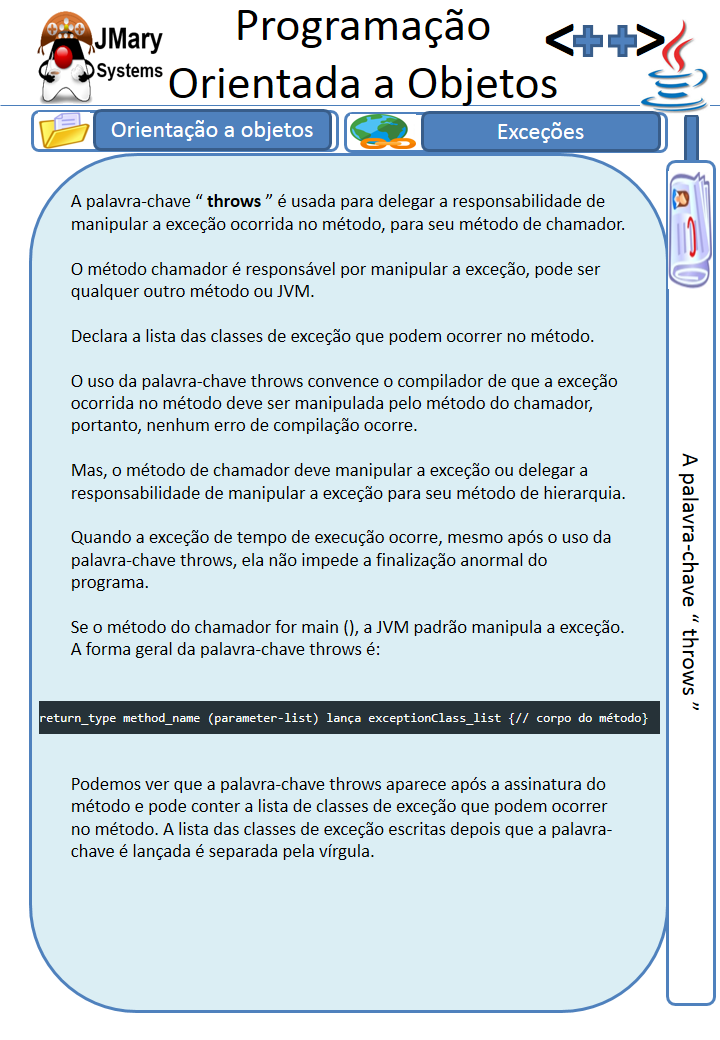 JMary
Systems
Programação
Orientada a Objetos
<++>
Orientação a objetos
Exceções
A palavra-chave “ throws ” é usada para delegar a responsabilidade de
manipular a exceção ocorrida no método, para seu método de chamador.
O método chamador é responsável por manipular a exceção, pode ser
qualquer outro método ou JVM.
Declara a lista das classes de exceção que podem ocorrer no método.
O uso da palavra-chave throws convence o compilador de que a exceção
ocorrida no método deve ser manipulada pelo método do chamador,
portanto, nenhum erro de compilação ocorre.
Mas, o método de chamador deve manipular a exceção ou delegar a
responsabilidade de manipular a exceção para seu método de hierarquia.
Quando a exceção de tempo de execução ocorre, mesmo após o uso da
palavra-chave throws, ela não impede a finalização anormal do
programa.
Se o método do chamador for main (), a JVM padrão manipula a exceção.
A forma geral da palavra-chave throws é:
return_type method_name (parameter-list) lança exceptionClass_list {// corpo do método}
Podemos ver que a palavra-chave throws aparece após a assinatura do
método e pode conter a lista de classes de exceção que podem ocorrer
no método. A lista das classes de exceção escritas depois que a palavra-
chave é lançada é separada pela vírgula.
A palavra-chave “ throws ”